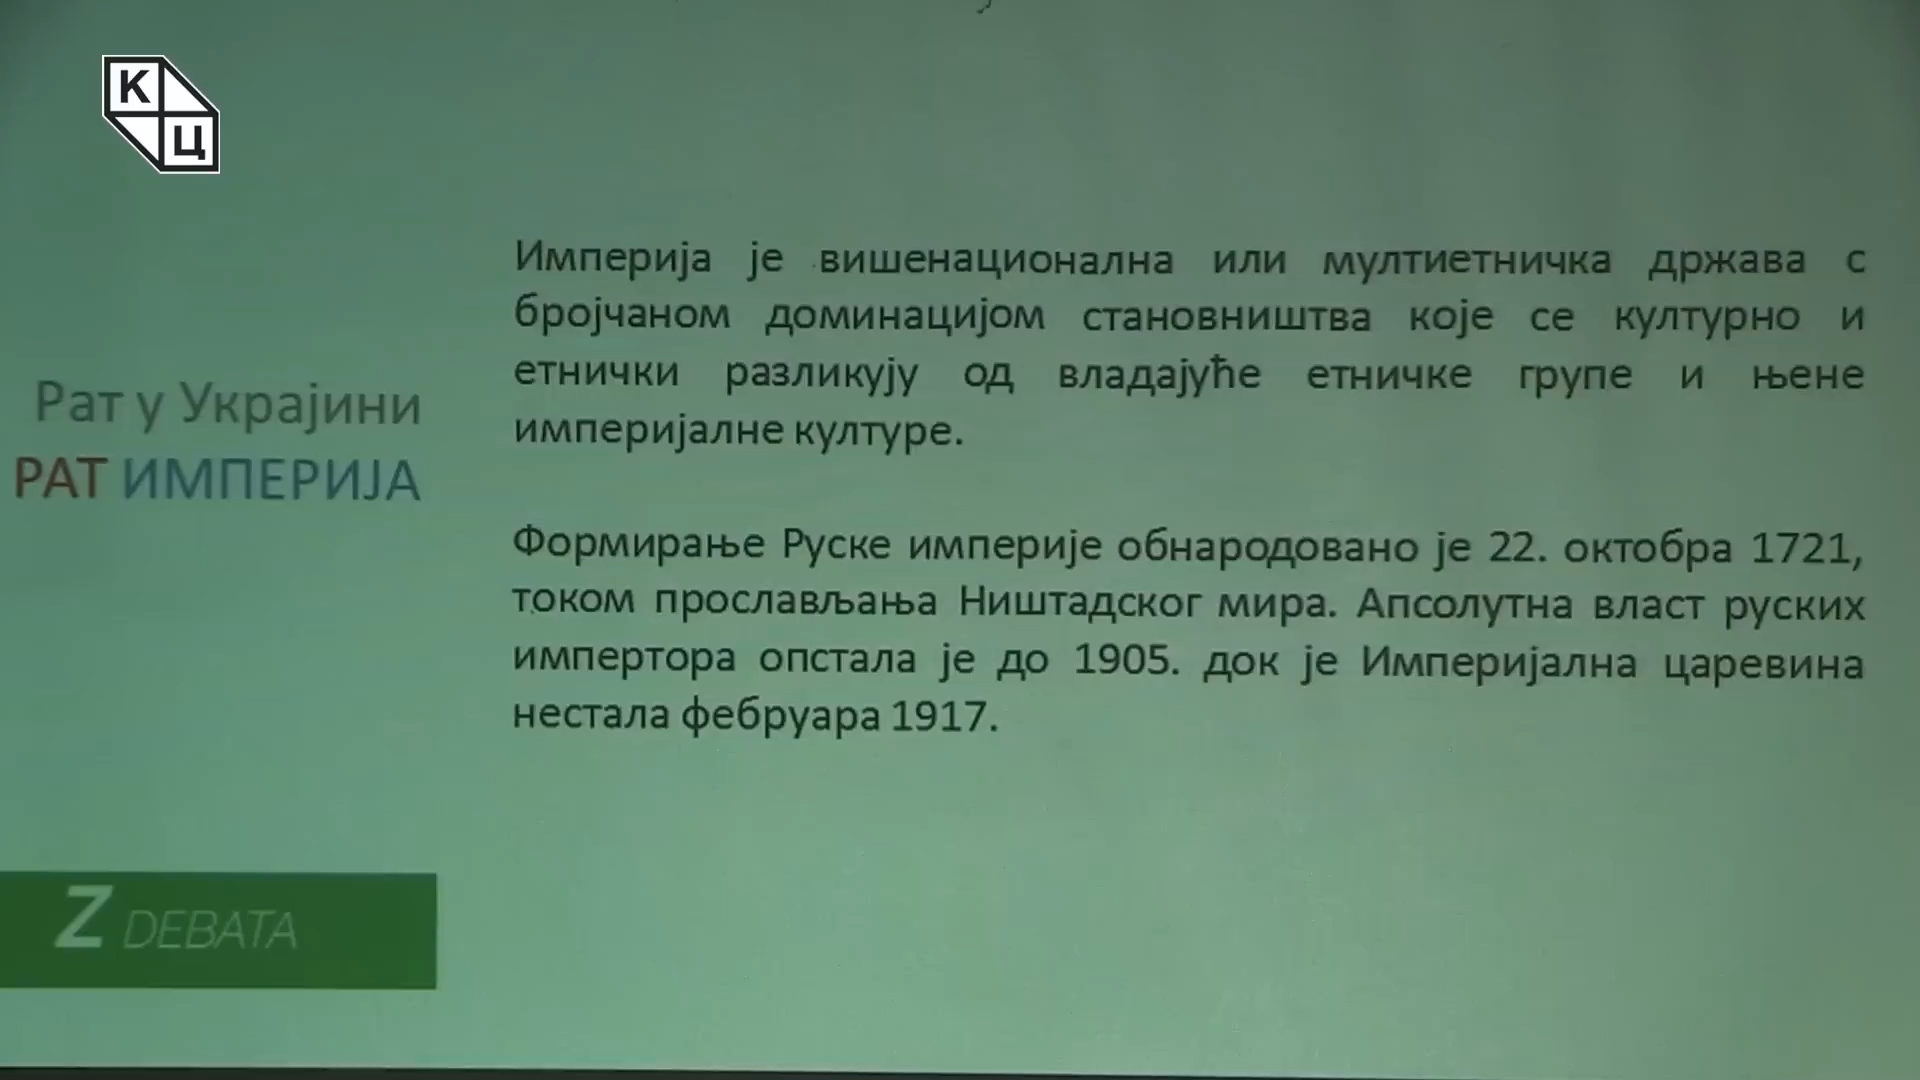 К
Ц
Рат у Украјини
РАТ ИМПЕРИЈА
Империја је вишенационална или мултиетничка држава с
бројчаном доминацијом становништва које се културно и
етнички разликују од владајуће етничке групе и њене
империјалне културе.
Формирање Руске империје обнародовано је 22. октобра 1721,
током прослављања Ништадског мира. Апсолутна власт руских
импертора опстала је до 1905. док је Империјална царевина
нестала фебруара 1917.
Z DEBATA